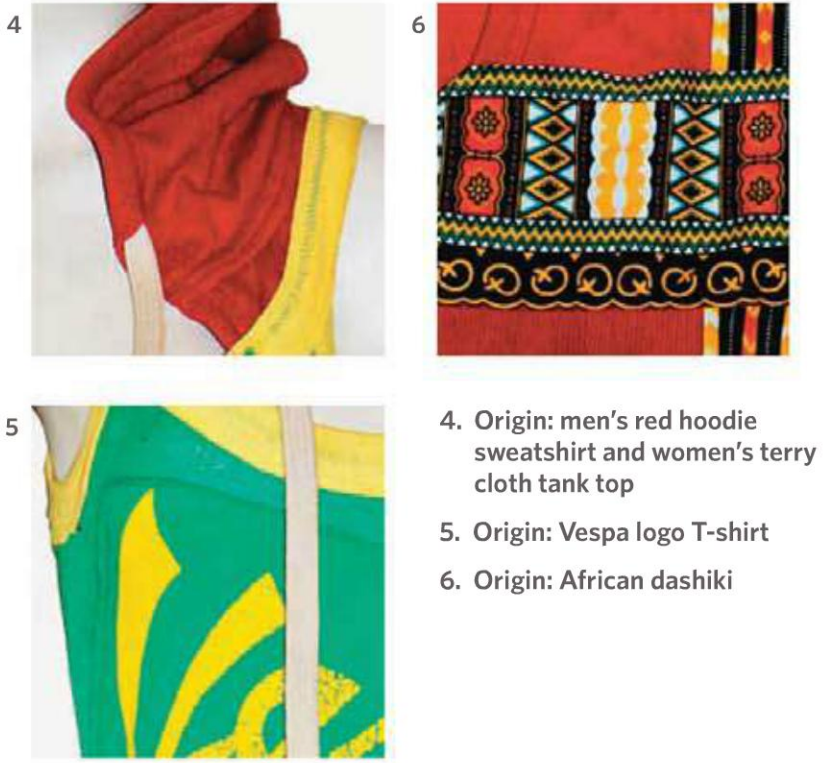 4
6
5
4. Origin: men's red hoodie
sweatshirt and women's terry
cloth tank top
5. Origin: Vespa logo T-shirt
6. Origin: African dashiki